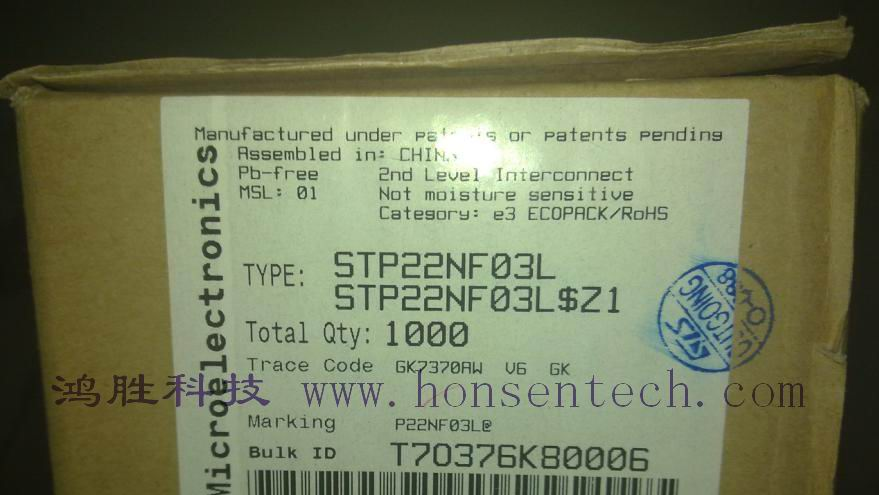 Manufactured under patents or patents pending
Assembled in: CHINA
Pb-free 2nd Level Interconnect
MSL: 01 Not moisture sensitive
Category: e3 ECOPACK/RoHS
Microelectronics
TYPE: STP22NF03L
STP22NF03L$Z1
Total Qty: 1000
Trace Code GK7370AW V6 GK
鸿胜科技 www.honsentech.com
Marking P22NF03L@
Bulk ID T70376K80006
STS
OUTGOING